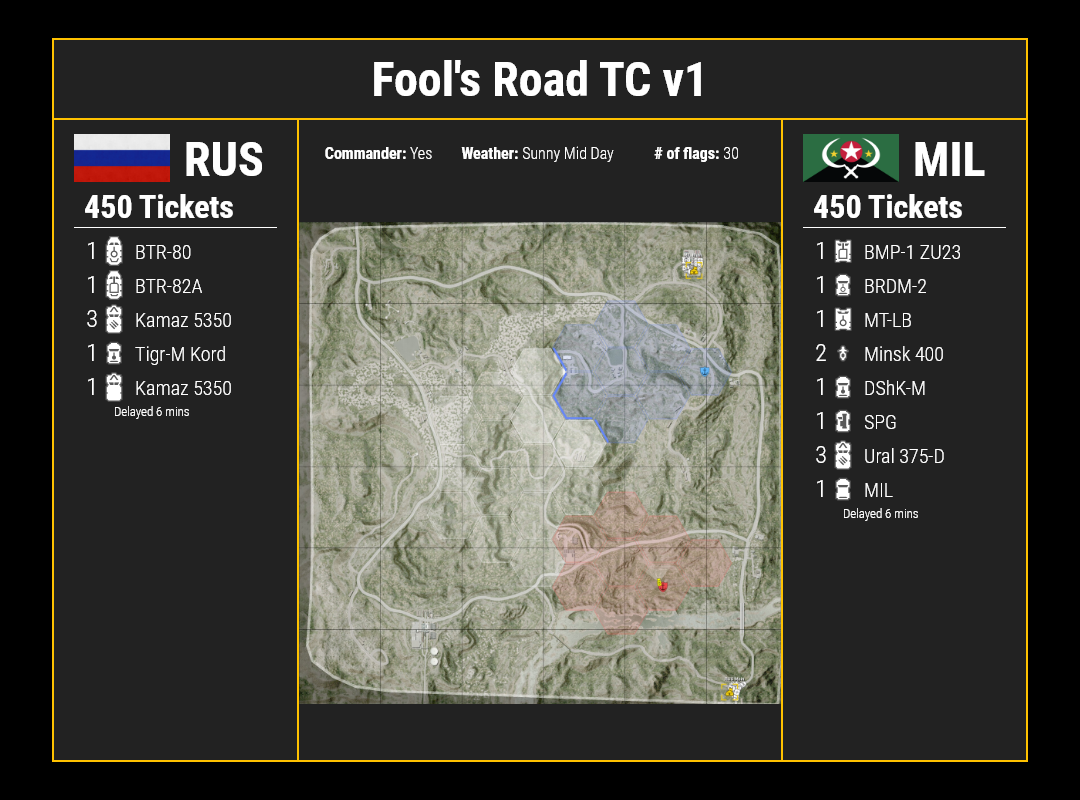 Fool's Road TC v1
RUS
450 Tickets
1 BTR-80
1 BTR-82A
3 Kamaz 5350
1 Tigr-M Kord
1 Kamaz 5350
Delayed 6 mins
Commander: Yes Weather: Sunny Mid Day # of flags: 30
MIL
450 Tickets
1 BMP-1 ZU23
1 BRDM-2
1 MT-LB
2 Minsk 400
1 DShK-M
1 SPG
3 Ural 375-D
1 MIL
Delayed 6 mins